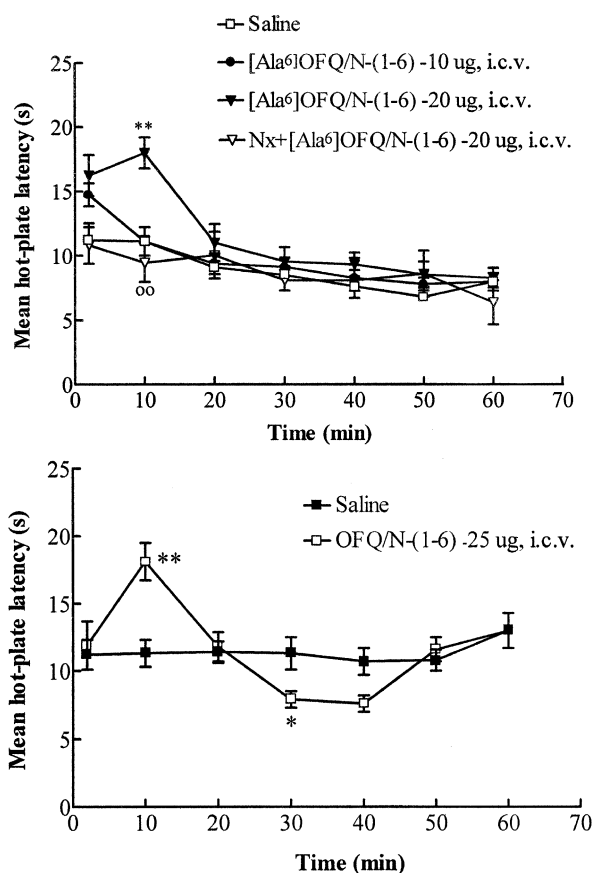 Saline
[Ala6]OFQ/N-(1-6) -10 ug, i.c.v.
[Ala6]OFQ/N-(1-6) -20 ug, i.c.v.
Nx+[Ala6]OFQ/N-(1-6) -20 ug, i.c.v.
Mean hot-plate latency (s)
25
20
15
10
5
0
**
oo
0 10 20 30 40 50 60 70
Time (min)
Saline
OFQ/N-(1-6) -25 ug, i.c.v.
Mean hot-plate latency (s)
25
20
15
10
5
0
**
*
0 10 20 30 40 50 60 70
Time (min)